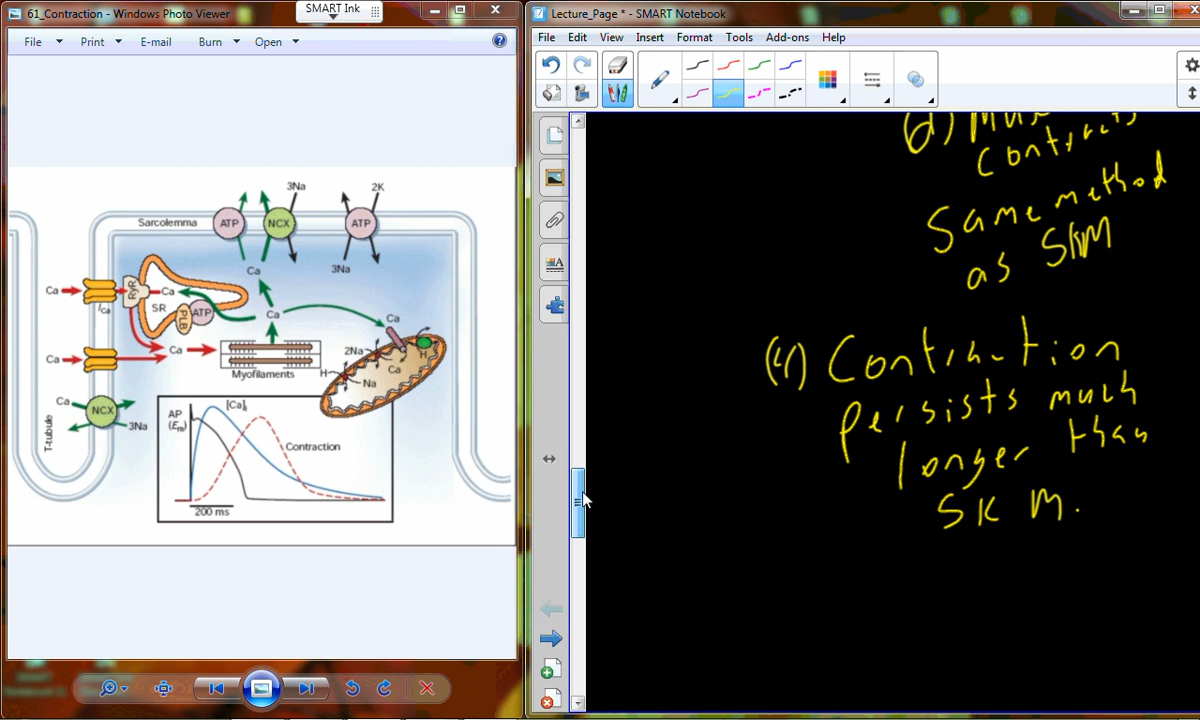 61_Contraction - Windows Photo Viewer
SMART Ink
File Print E-mail Burn Open
Sarcolemma
ATP
NCX
3Na
ATP
2K
3Na
Ca
Ca
RyR
Ca
SR
PLB
ATP
ICa
Ca
Ca
Ca
Ca
Myofilaments
2Na
Ca
H
H
Na
Ca
NCX
3Na
T-tubule
AP
(Em)
[Ca]i
Contraction
200 ms
Lecture_Page * - SMART Notebook
File Edit View Insert Format Tools Add-ons Help
(d)
Contracts
Same method
as SKM
(4) Contraction
persists much
longer than
SK M.